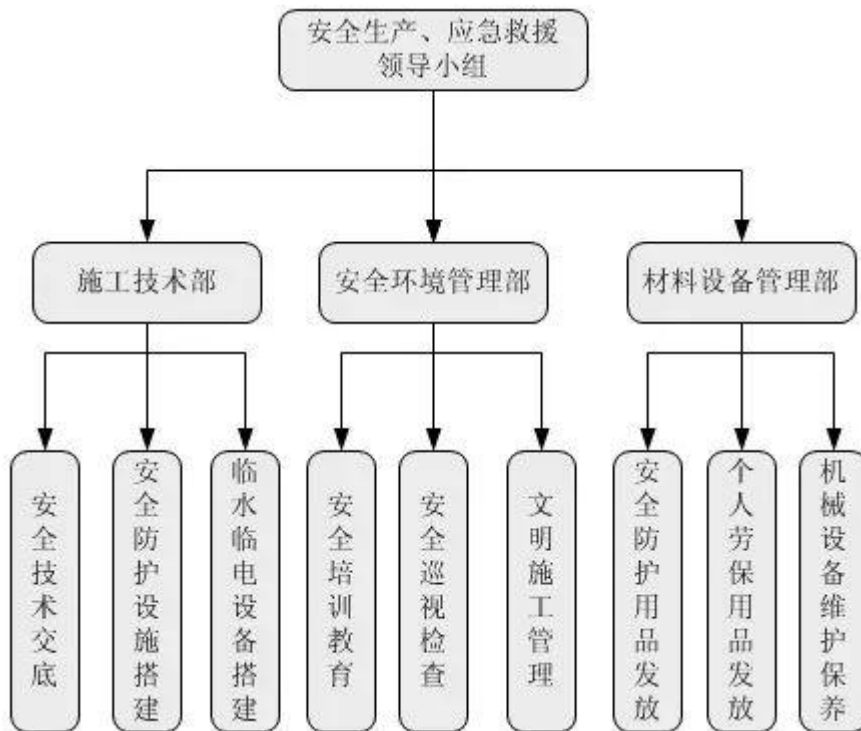 安全生产、应急救援
领导小组
施工技术部
安全环境管理部
材料设备管理部
安全技术交底
安全防护设施搭建
临水临电设备搭建
安全培训教育
安全巡视检查
文明施工管理
安全防护用品发放
个人劳保用品发放
机械设备维护保养